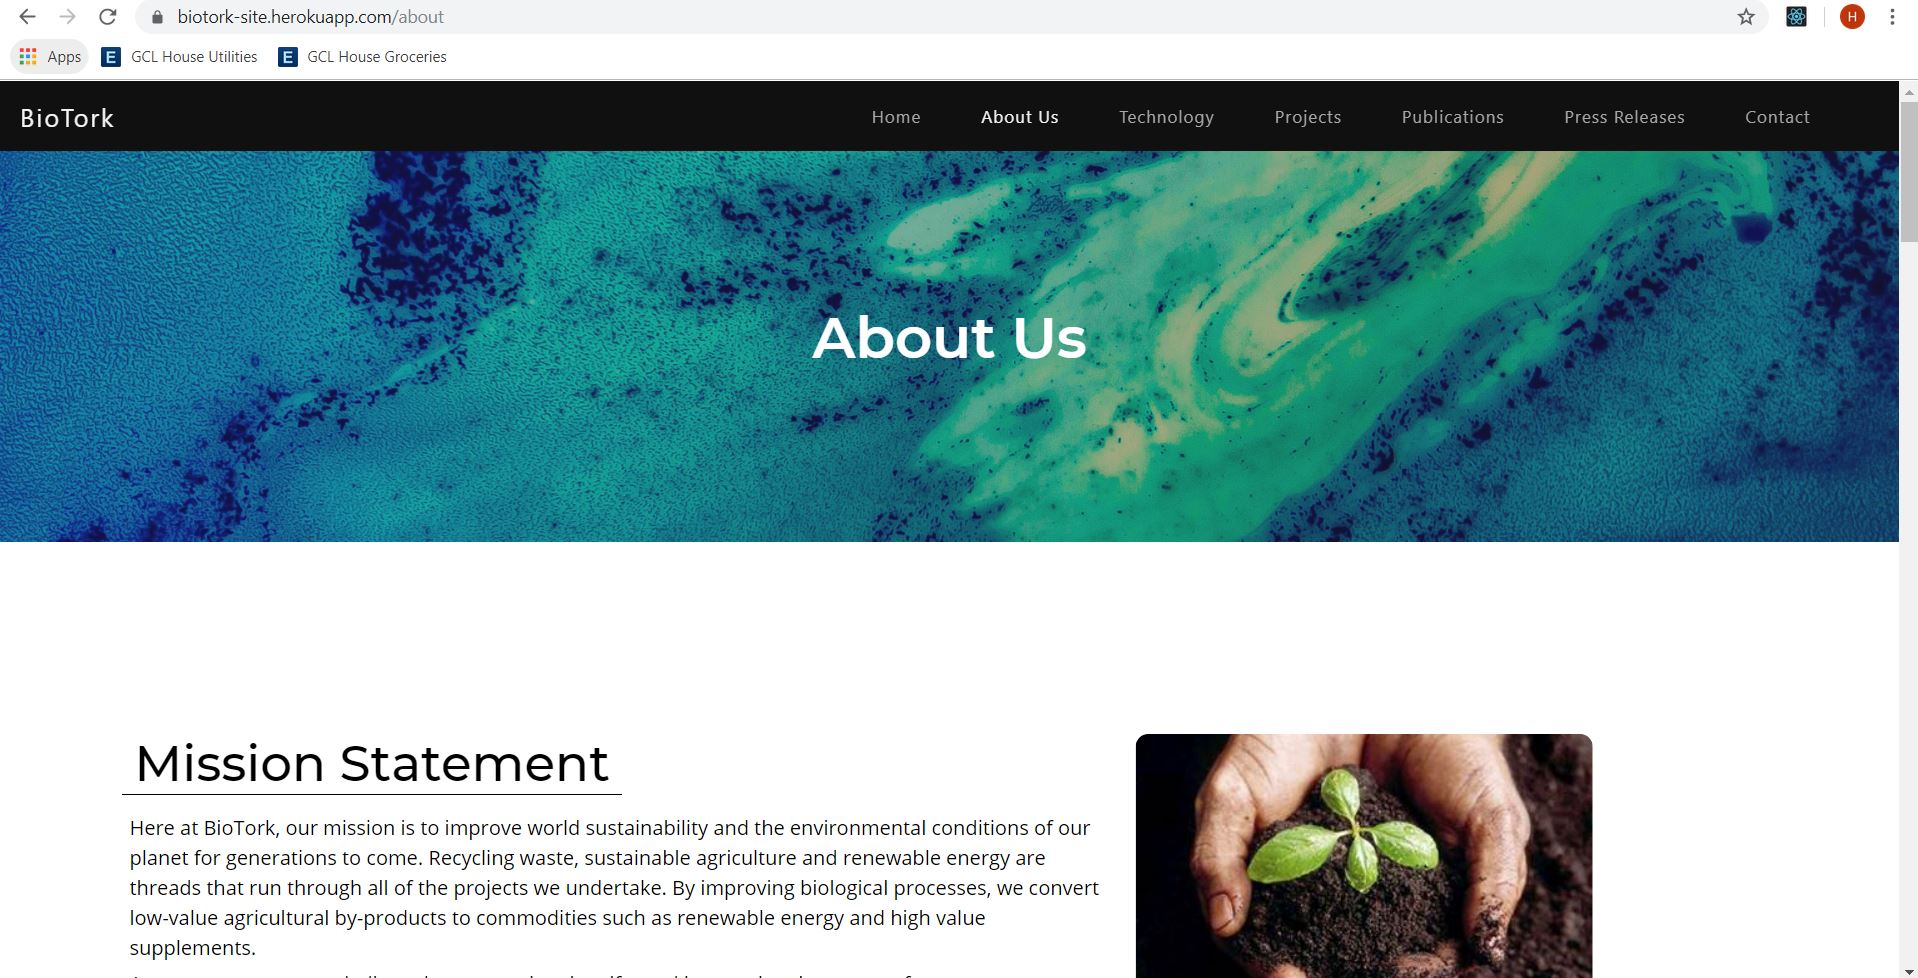 biotork-site.herokuapp.com/about
H
Apps
E GCL House Utilities
E GCL House Groceries
BioTork
Home
About Us
Technology
Projects
Publications
Press Releases
Contact
About Us
Mission Statement
Here at BioTork, our mission is to improve world sustainability and the environmental conditions of our
planet for generations to come. Recycling waste, sustainable agriculture and renewable energy are
threads that run through all of the projects we undertake. By improving biological processes, we convert
low-value agricultural by-products to commodities such as renewable energy and high value
supplements.